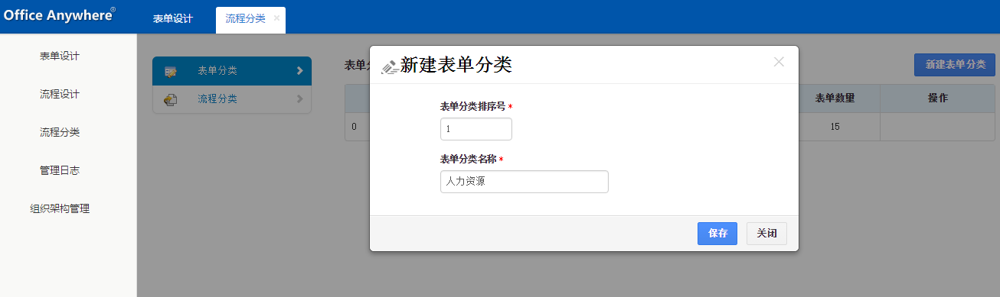 Office Anywhere®
表单设计
流程分类 ×
表单设计
流程设计
流程分类
管理日志
组织架构管理
表单分类
流程分类
表单
新建表单分类
表单数量 操作
0 15
新建表单分类 ×
表单分类排序号 *
1
表单分类名称 *
人力资源
保存 关闭